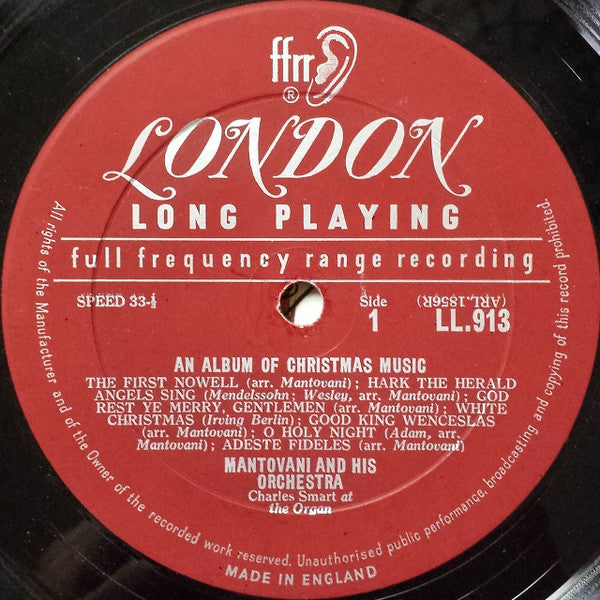 ffrr
®
LONDON
LONG PLAYING
full frequency range recording
SPEED 33-⅓
Side
1
(ARL.1856R)
LL.913
AN ALBUM OF CHRISTMAS MUSIC
THE FIRST NOWELL (arr. Mantovani) ; HARK THE HERALD
ANGELS SING (Mendelssohn; Wesley, arr. Mantovani) ; GOD
REST YE MERRY, GENTLEMEN (arr. Mantovani) ; WHITE
CHRISTMAS (Irving Berlin) ; GOOD KING WENCESLAS
(arr. Mantovani) ; O HOLY NIGHT (Adam, arr.
Mantovani) ; ADESTE FIDELES (arr. Mantovani)
MANTOVANI AND HIS
ORCHESTRA
Charles Smart at
the Organ
All rights of the Manufacturer and of the Owner of the recorded work reserved. Unauthorised public performance, broadcasting and copying of this record prohibited.
MADE IN ENGLAND